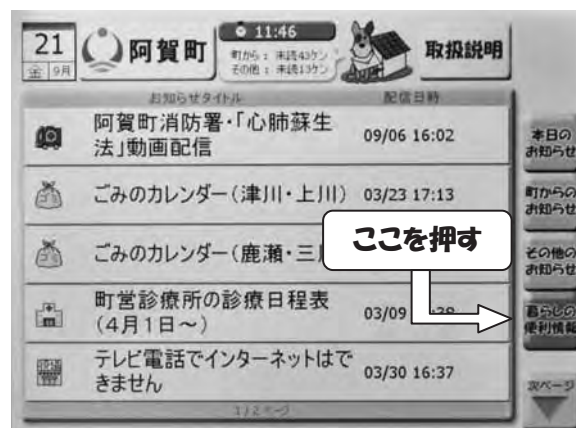 21
金 9月
阿賀町
11:46
町から： 未読43ケン
その他： 未読13ケン
取扱説明
お知らせタイトル
配信日時
阿賀町消防署・「心肺蘇生
法」動画配信
09/06 16:02
ごみのカレンダー(津川・上川)
03/23 17:13
ごみのカレンダー(鹿瀬・三
町営診療所の診療日程表
(4月1日～)
03/09
テレビ電話でインターネットはで
きません
03/30 16:37
1/2ページ
本日の
お知らせ
町からの
お知らせ
その他の
お知らせ
暮らしの
便利情報
次ページ
ここを押す